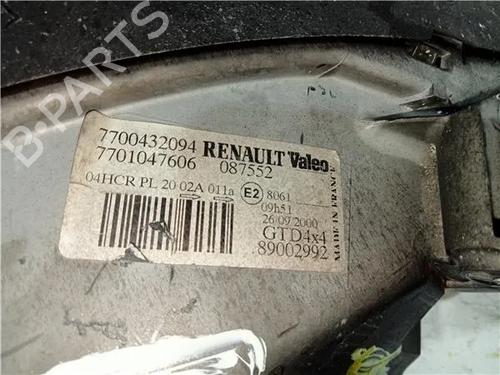 7700432094 RENAULT Valeo
7701047606 087552
04HCR PL 20 02A 011a E2 8061
09h51
26/09/2000
GTD4x4
89002992
MADE IN FRANCE
B-PARTS